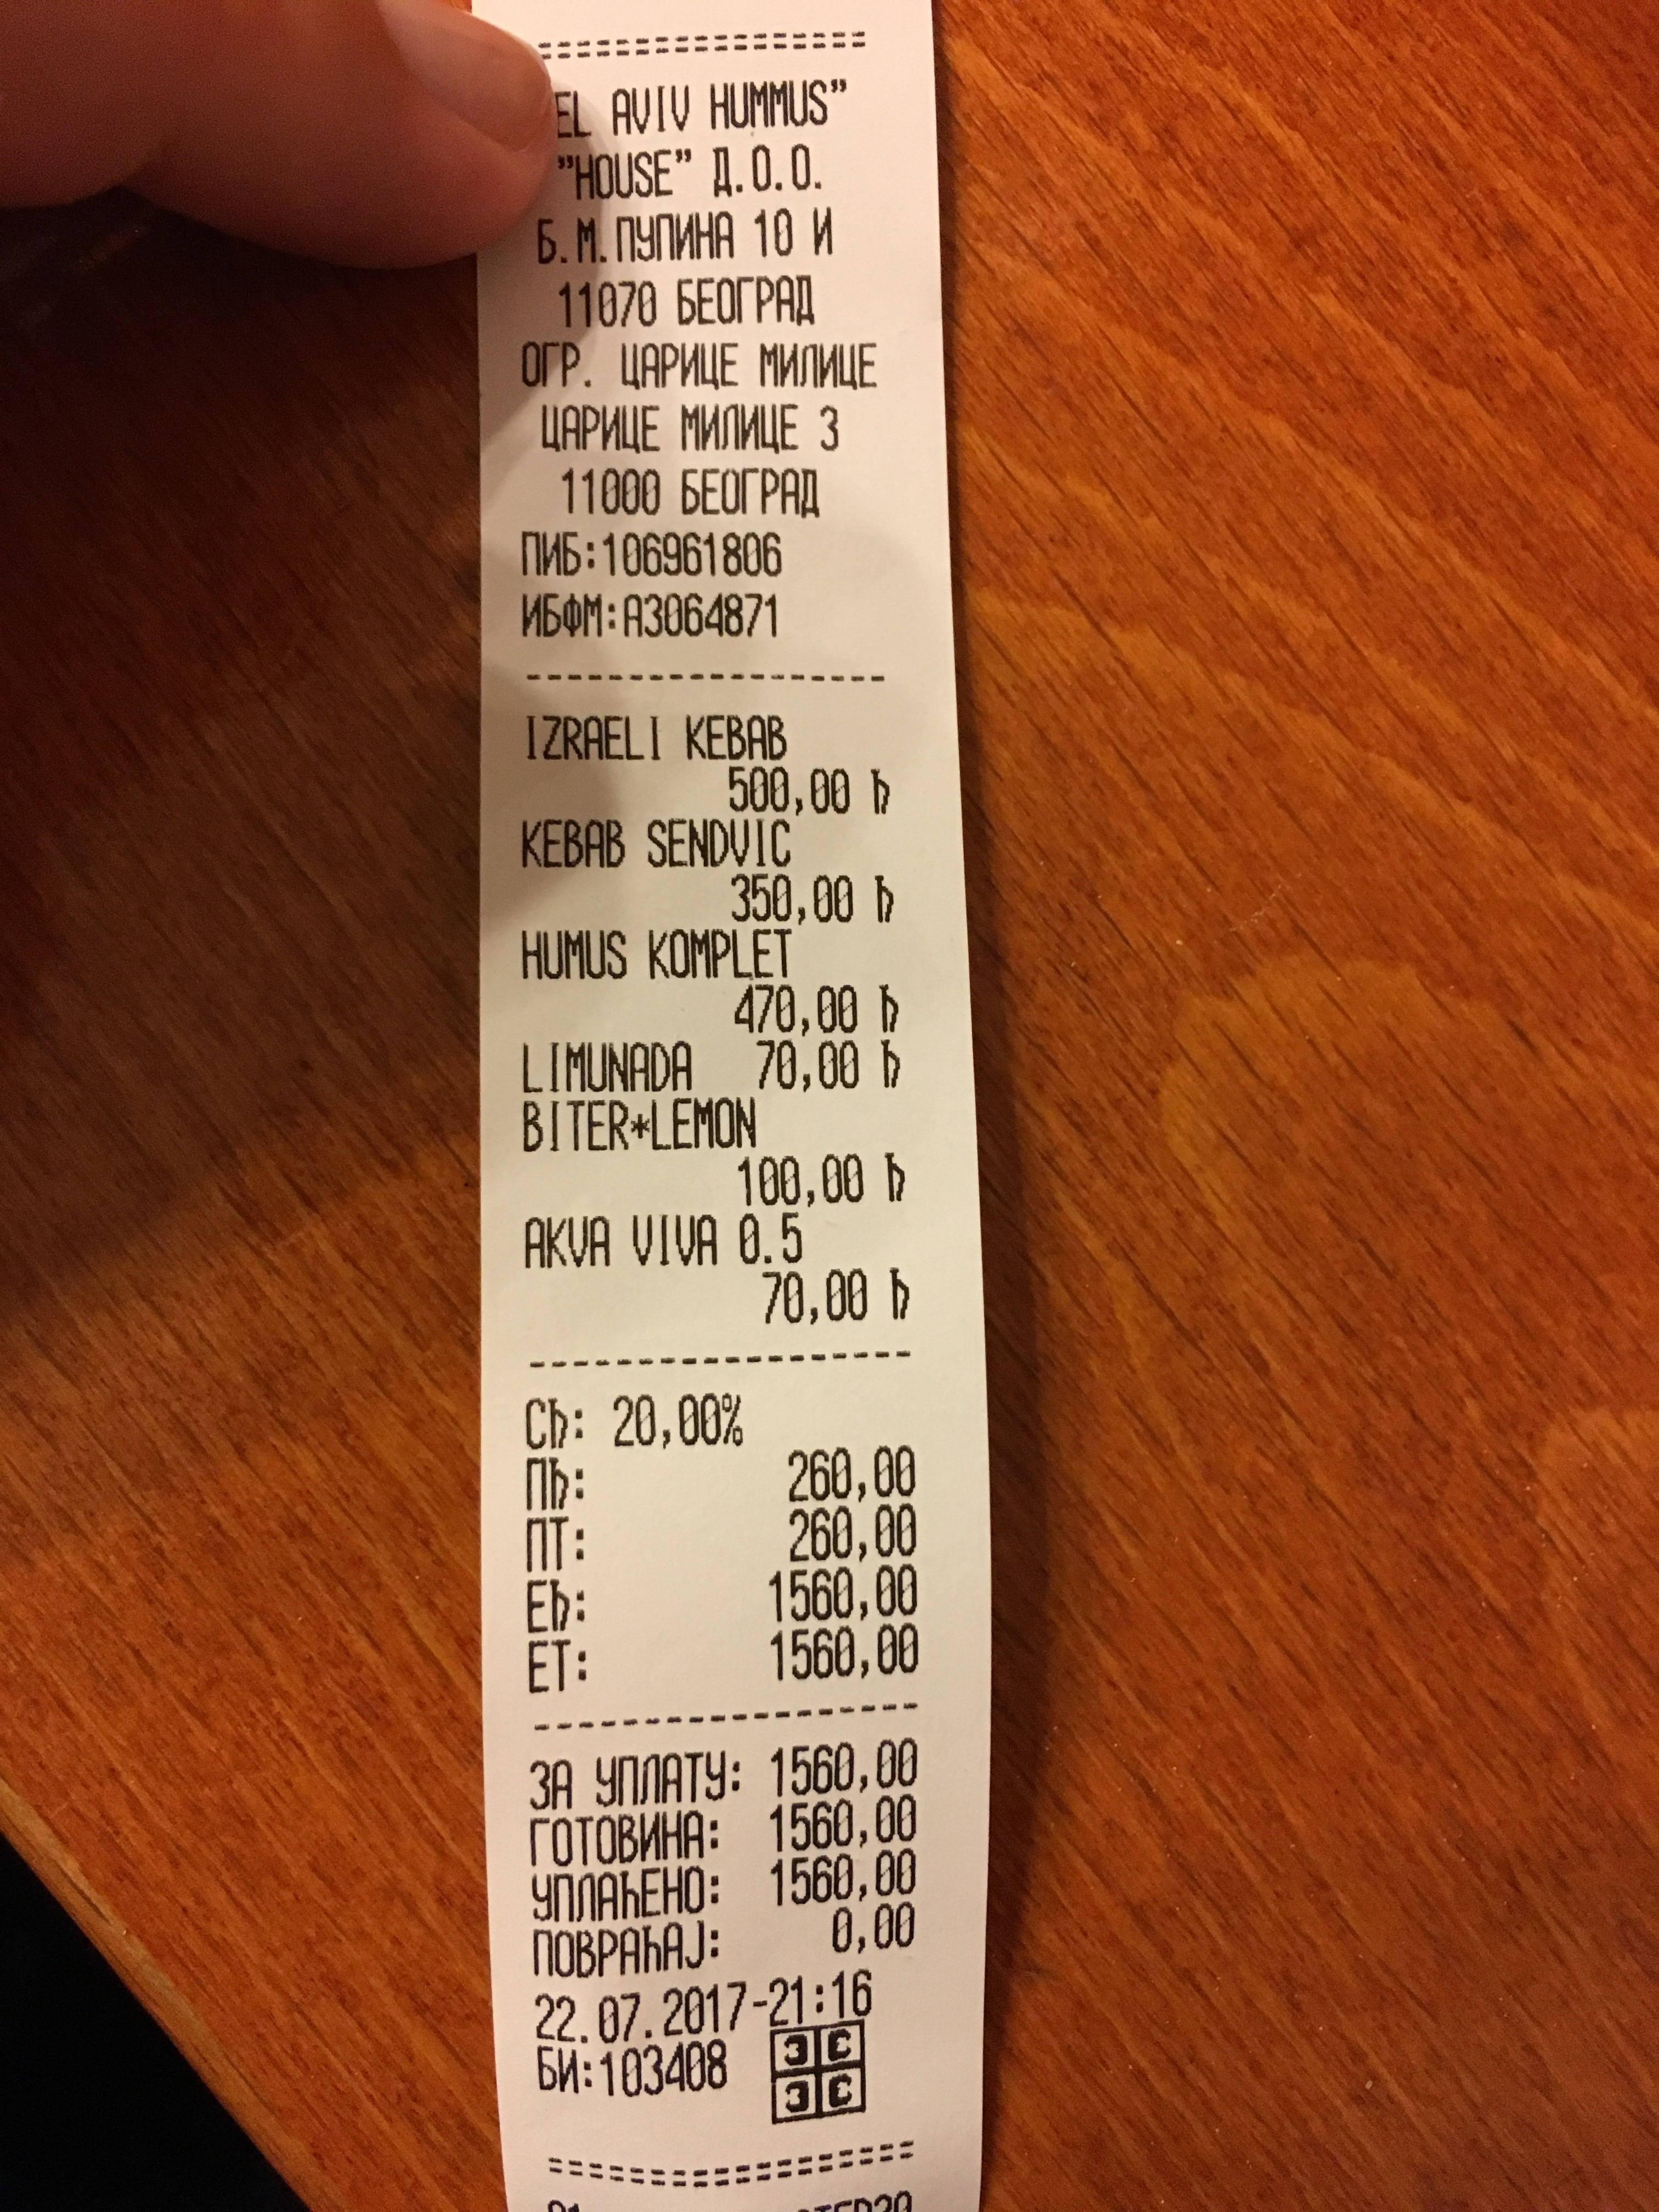 EL AVIV HUMMUS”
”HOUSE” Д.О.О.
Б.М.ПУПИНА 10 И
11070 БЕОГРАД
ОГР. ЦАРИЦЕ МИЛИЦЕ
ЦАРИЦЕ МИЛИЦЕ 3
11000 БЕОГРАД
ПИБ:106961806
ИБФМ:АЗ064871
IZRAELI KEBAB
500,00 Ђ
KEBAB SENDVIC
350,00 Ђ
HUMUS KOMPLET
470,00 Ђ
LIMUNADA 70,00 Ђ
BITER*LEMON
100,00 Ђ
AKVA VIVA 0.5
70,00 Ђ
СЂ: 20,00%
ПЂ: 260,00
ПТ: 260,00
ЕЂ: 1560,00
ЕТ: 1560,00
ЗА УПЛАТУ: 1560,00
ГОТОВИНА: 1560,00
УПЛАЋЕНО: 1560,00
ПОВРАЋАЈ: 0,00
22.07.2017-21:16
БИ:103408